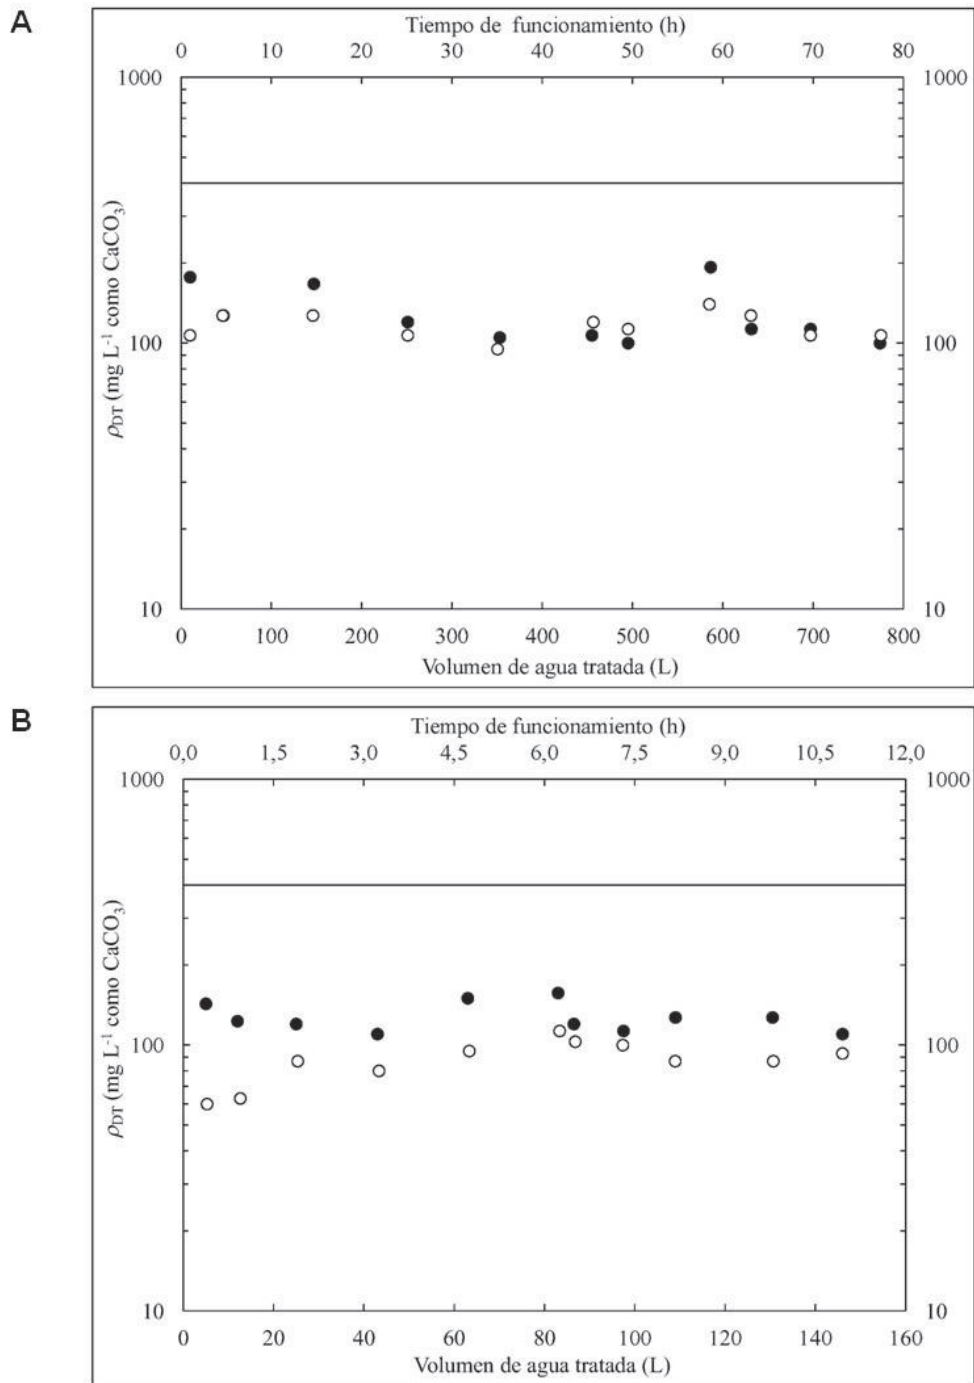 A
Tiempo de funcionamiento (h)
0 10 20 30 40 50 60 70 80
1000 1000
100 100
10 10
ρDT (mg L-1 como CaCO3)
0 100 200 300 400 500 600 700 800
Volumen de agua tratada (L)
B
Tiempo de funcionamiento (h)
0,0 1,5 3,0 4,5 6,0 7,5 9,0 10,5 12,0
1000 1000
100 100
10 10
ρDT (mg L-1 como CaCO3)
0 20 40 60 80 100 120 140 160
Volumen de agua tratada (L)